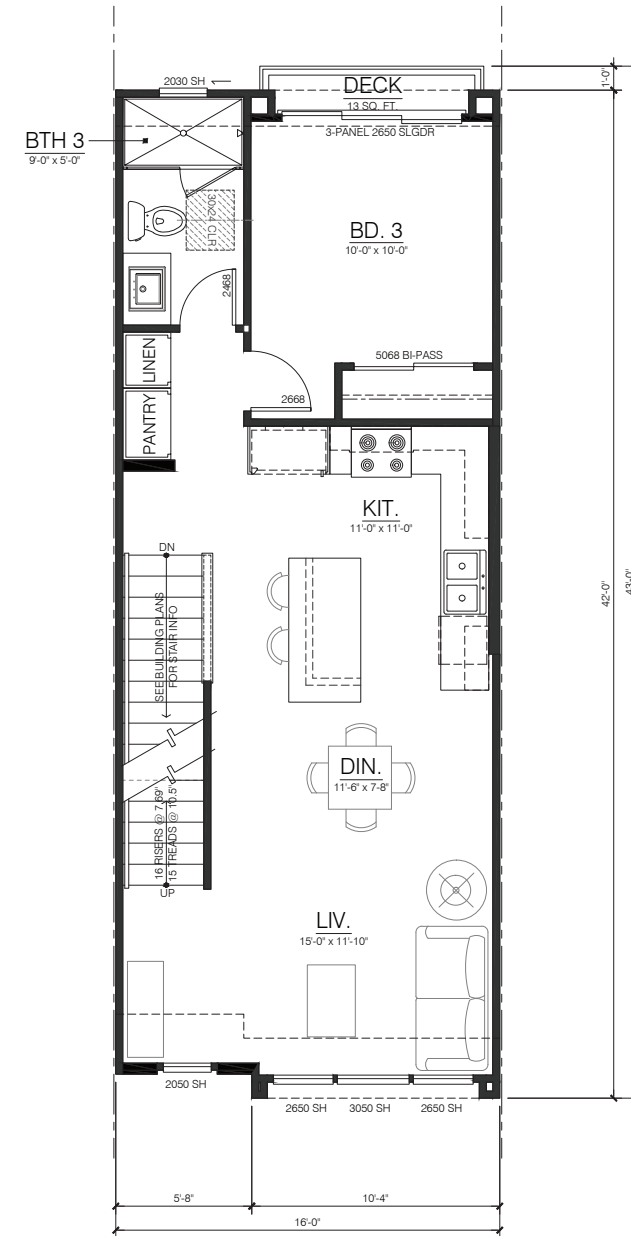 2030 SH
DECK
13 SQ. FT.
3-PANEL 2650 SLGDR
1'-0"
BTH 3
9'-0" x 5'-0"
30x24 CLR
BD. 3
10'-0" x 10'-0"
2468
5068 BI-PASS
LINEN
2668
PANTRY
KIT.
11'-0" x 11'-0"
DN
SEE BUILDING PLANS
FOR STAIR INFO
42'-0"
43'-0"
DIN.
11'-6" x 7'-8"
16 RISERS @ 7.69"
15 TREADS @ 10.5"
UP
LIV.
15'-0" x 11'-10"
2050 SH
2650 SH
3050 SH
2650 SH
5'-8"
10'-4"
16'-0"